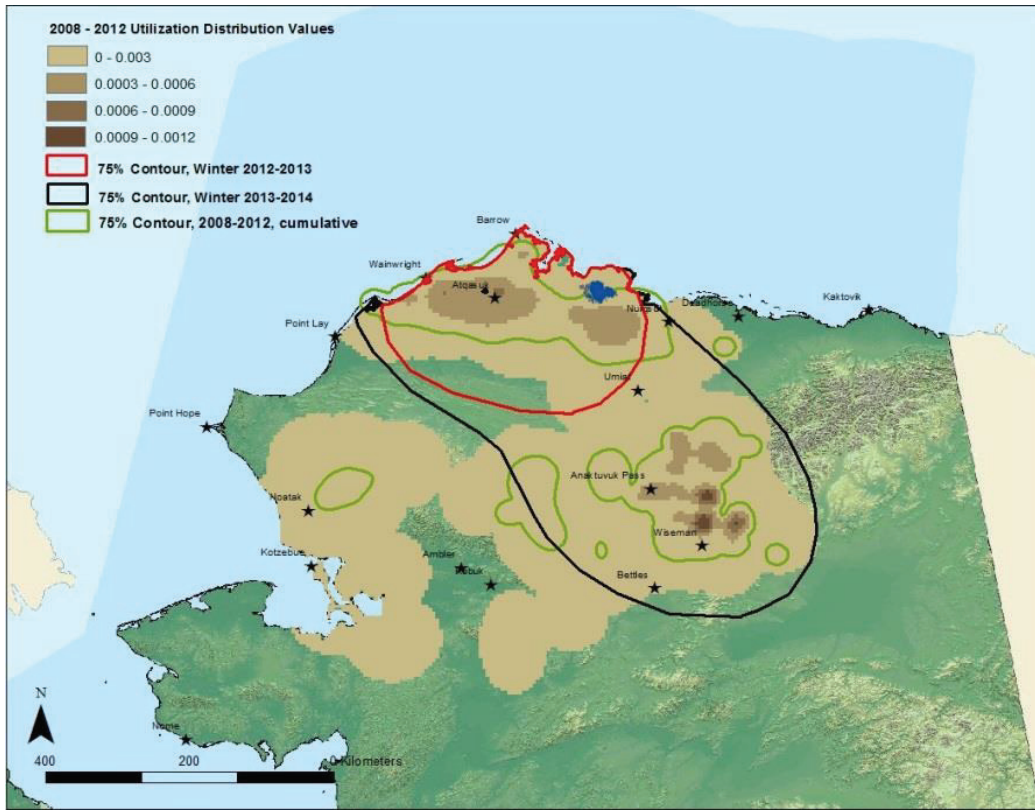 2008 - 2012 Utilization Distribution Values
0 - 0.003
0.0003 - 0.0006
0.0006 - 0.0009
0.0009 - 0.0012
75% Contour, Winter 2012-2013
75% Contour, Winter 2013-2014
75% Contour, 2008-2012, cumulative
Barrow
Wainwright
Atqasuk
Kaktovik
Point Lay
Umiat
Point Hope
Anaktuvuk Pass
Noatak
Wiseman
Kotzebue
Ambler
Bettles
N
Nome
400 200 0 Kilometers